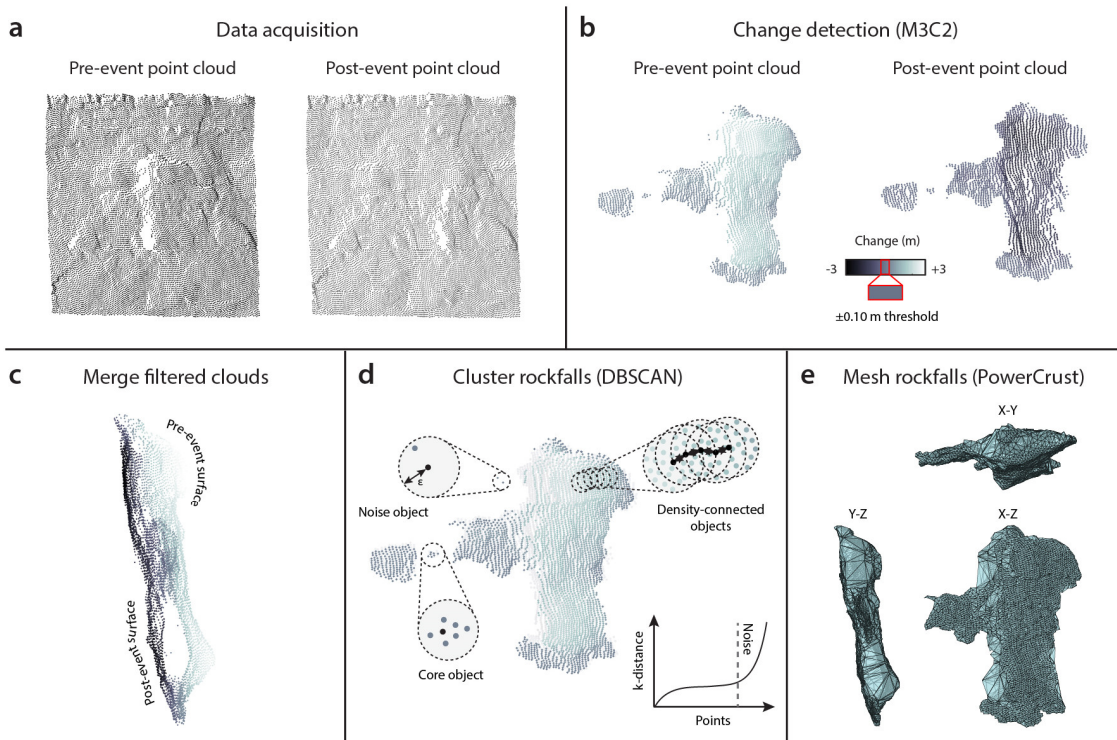 a
Data acquisition
Pre-event point cloud
Post-event point cloud
b
Change detection (M3C2)
Pre-event point cloud
Post-event point cloud
Change (m)
-3
+3
±0.10 m threshold
c
Merge filtered clouds
Pre-event surface
Post-event surface
d
Cluster rockfalls (DBSCAN)
ε
Noise object
Density-connected
objects
Core object
k-distance
Noise
Points
e
Mesh rockfalls (PowerCrust)
X-Y
Y-Z
X-Z